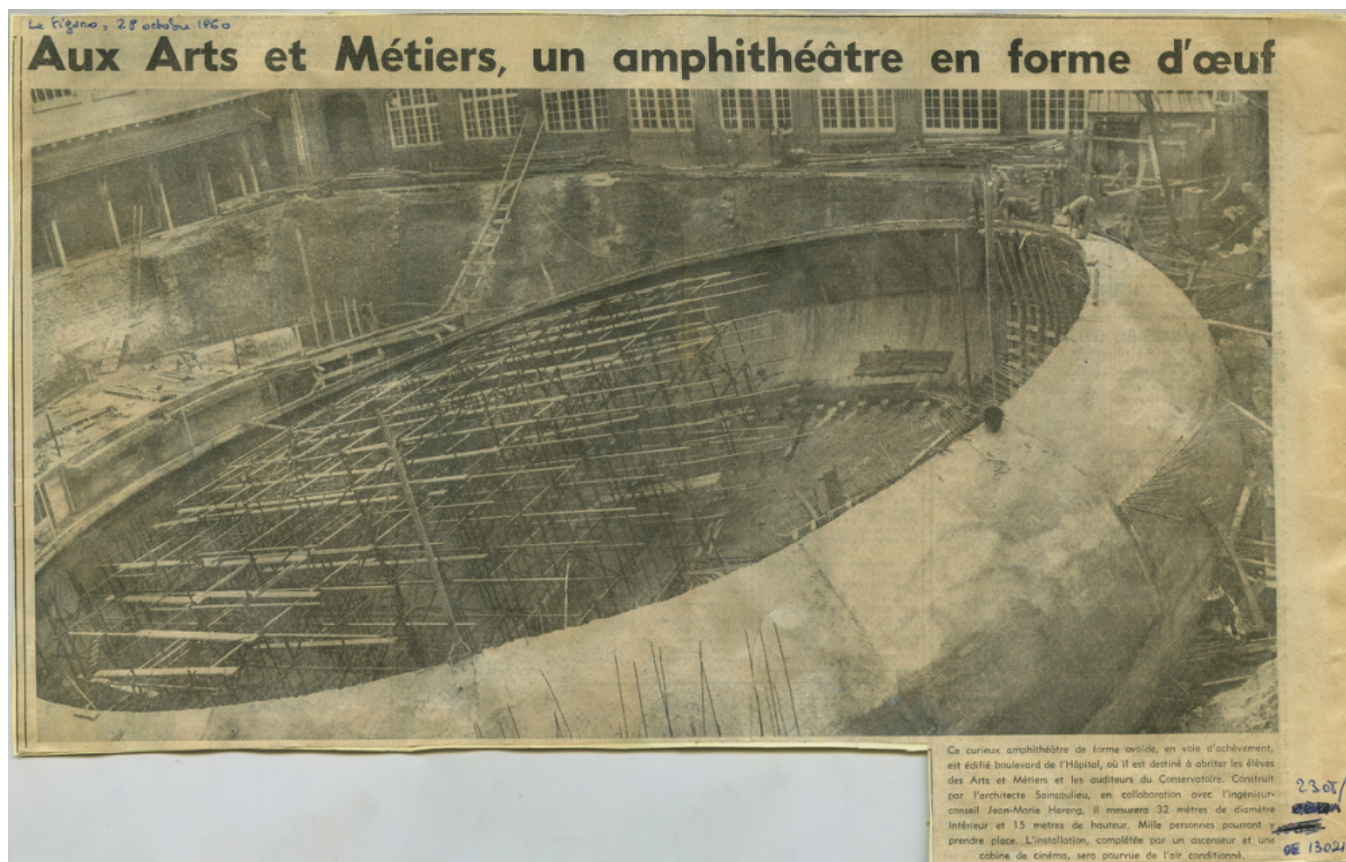 Le Figaro, 28 octobre 1960
Aux Arts et Métiers, un amphithéâtre en forme d'œuf
Ce curieux amphithéâtre de forme ovoïde, en voie d'achèvement,
est édifié boulevard de l'Hôpital, où il est destiné à abriter les élèves
des Arts et Métiers et les auditeurs du Conservatoire. Construit
par l'architecte Sainsaulieu, en collaboration avec l'ingénieur-
conseil Jean-Marie Hereng, il mesurera 32 mètres de diamètre
intérieur et 15 mètres de hauteur. Mille personnes pourront y
prendre place. L'installation, complétée par un ascenseur et une
cabine de cinéma, sera pourvue de l'air conditionné.